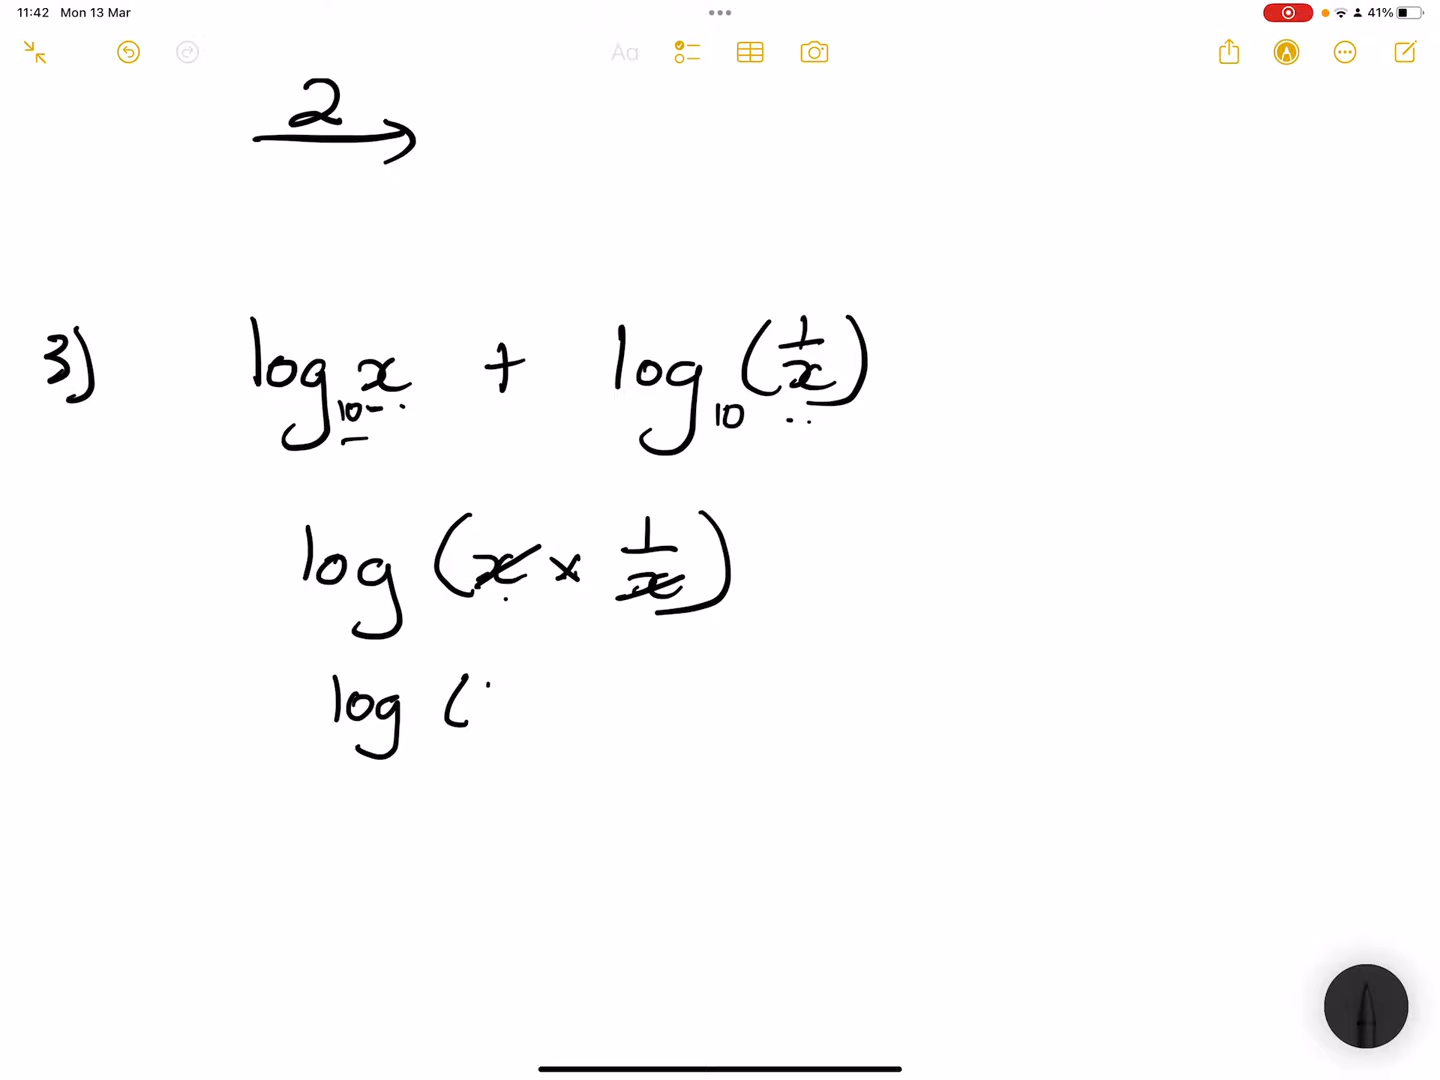 11:42 Mon 13 Mar 41%
Aa
2
3) log₁₀ x + log₁₀ (1/x)
log (x × 1/x)
log (